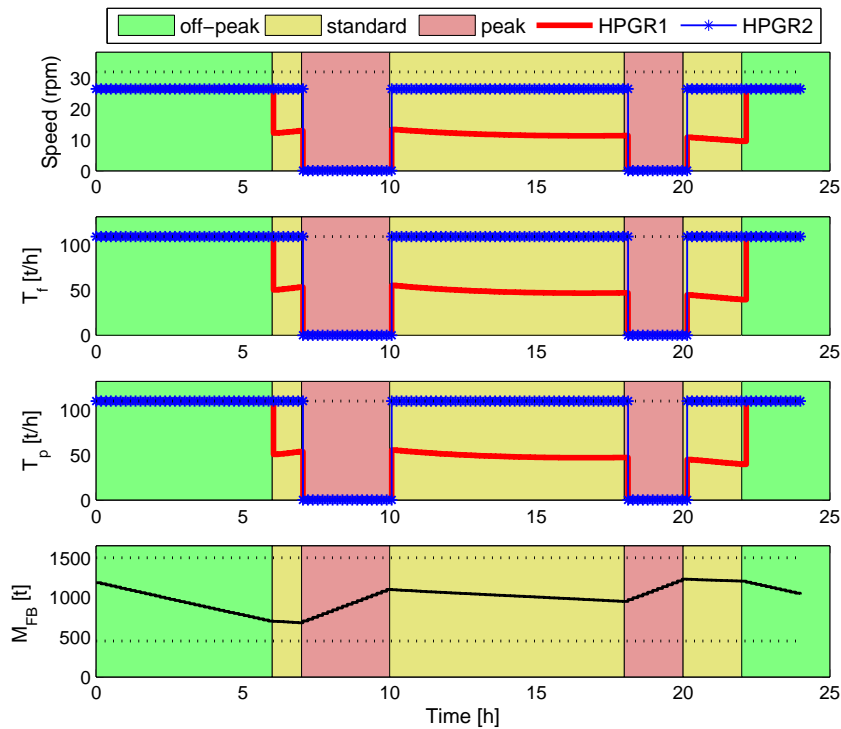 off−peak standard peak HPGR1 HPGR2
Speed (rpm)
30
20
10
0
0 5 10 15 20 25
T_f [t/h]
100
50
0
0 5 10 15 20 25
T_p [t/h]
100
50
0
0 5 10 15 20 25
M_FB [t]
1500
1000
500
0
0 5 10 15 20 25
Time [h]